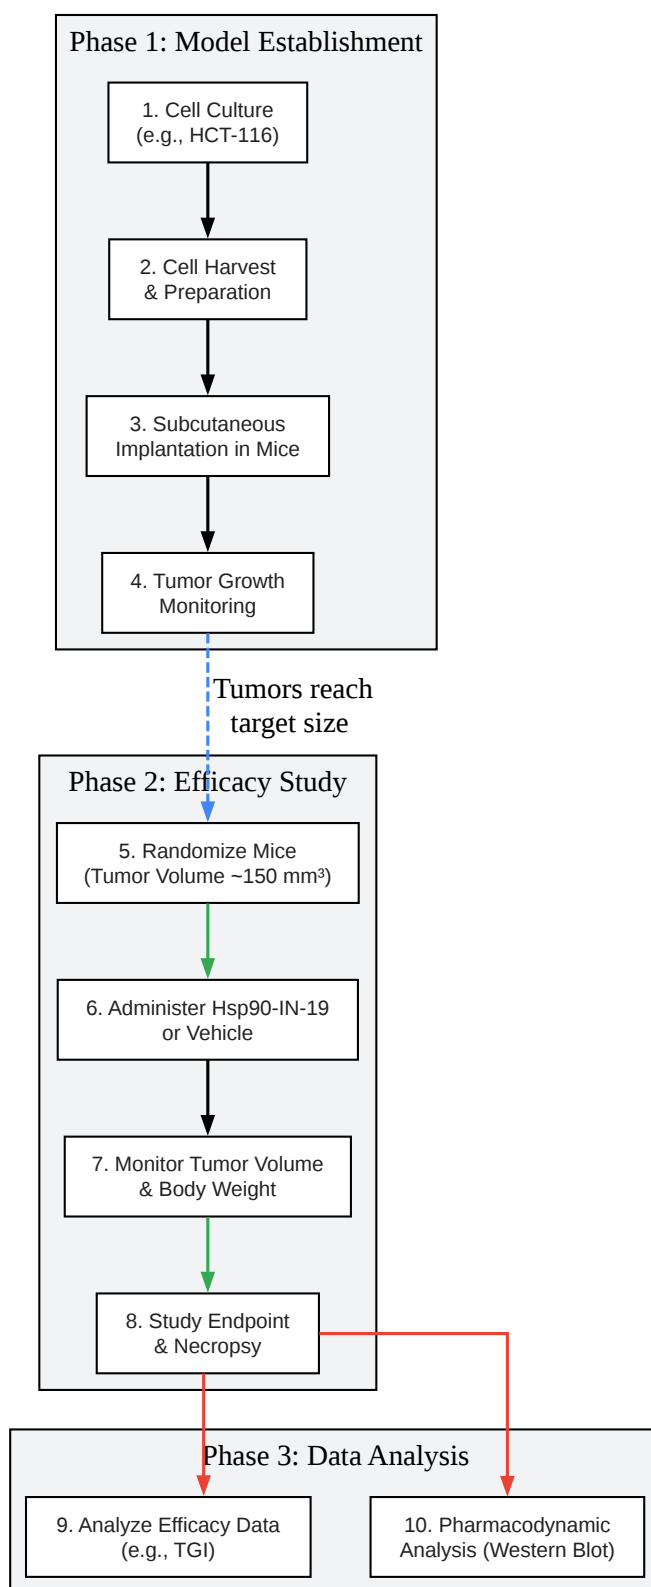 Phase 1: Model Establishment
1. Cell Culture
(e.g., HCT-116)
2. Cell Harvest
& Preparation
3. Subcutaneous
Implantation in Mice
4. Tumor Growth
Monitoring
Tumors reach
target size
Phase 2: Efficacy Study
5. Randomize Mice
(Tumor Volume ~150 mm³)
6. Administer Hsp90-IN-19
or Vehicle
7. Monitor Tumor Volume
& Body Weight
8. Study Endpoint
& Necropsy
Phase 3: Data Analysis
9. Analyze Efficacy Data
(e.g., TGI)
10. Pharmacodynamic
Analysis (Western Blot)